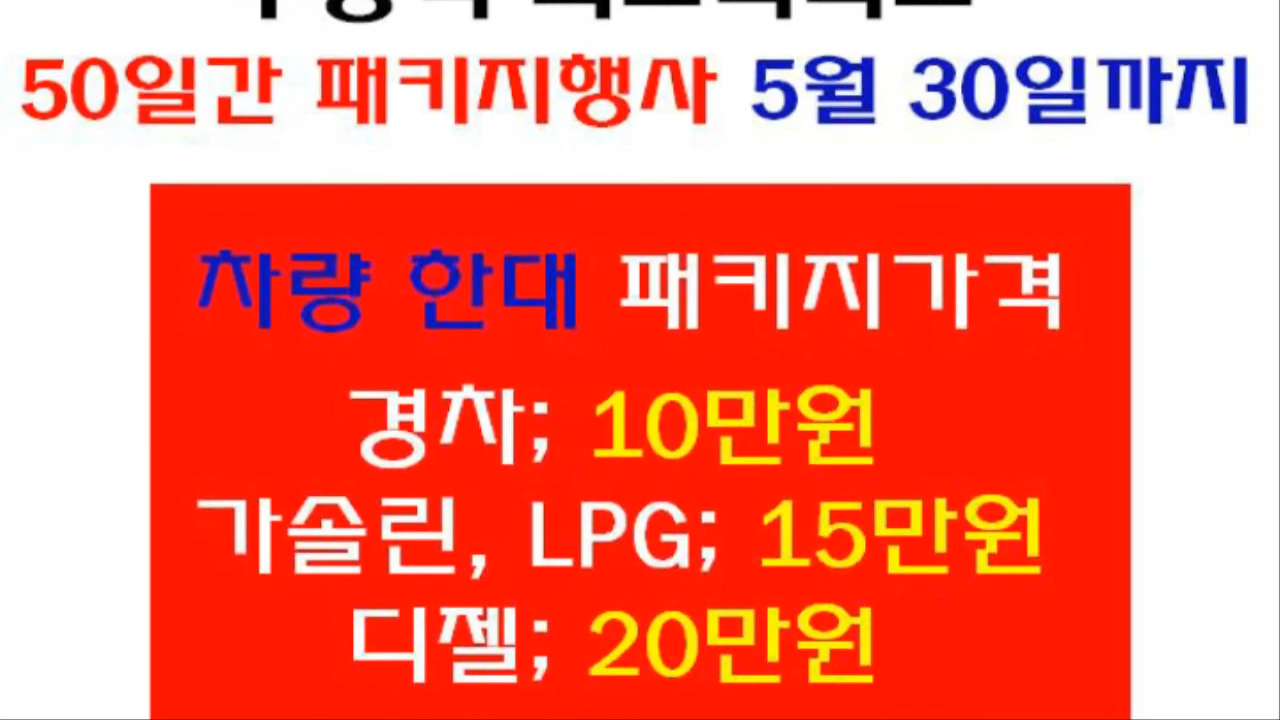 50일간 패키지행사 5월 30일까지
차량 한대 패키지가격
경차; 10만원
가솔린, LPG; 15만원
디젤; 20만원